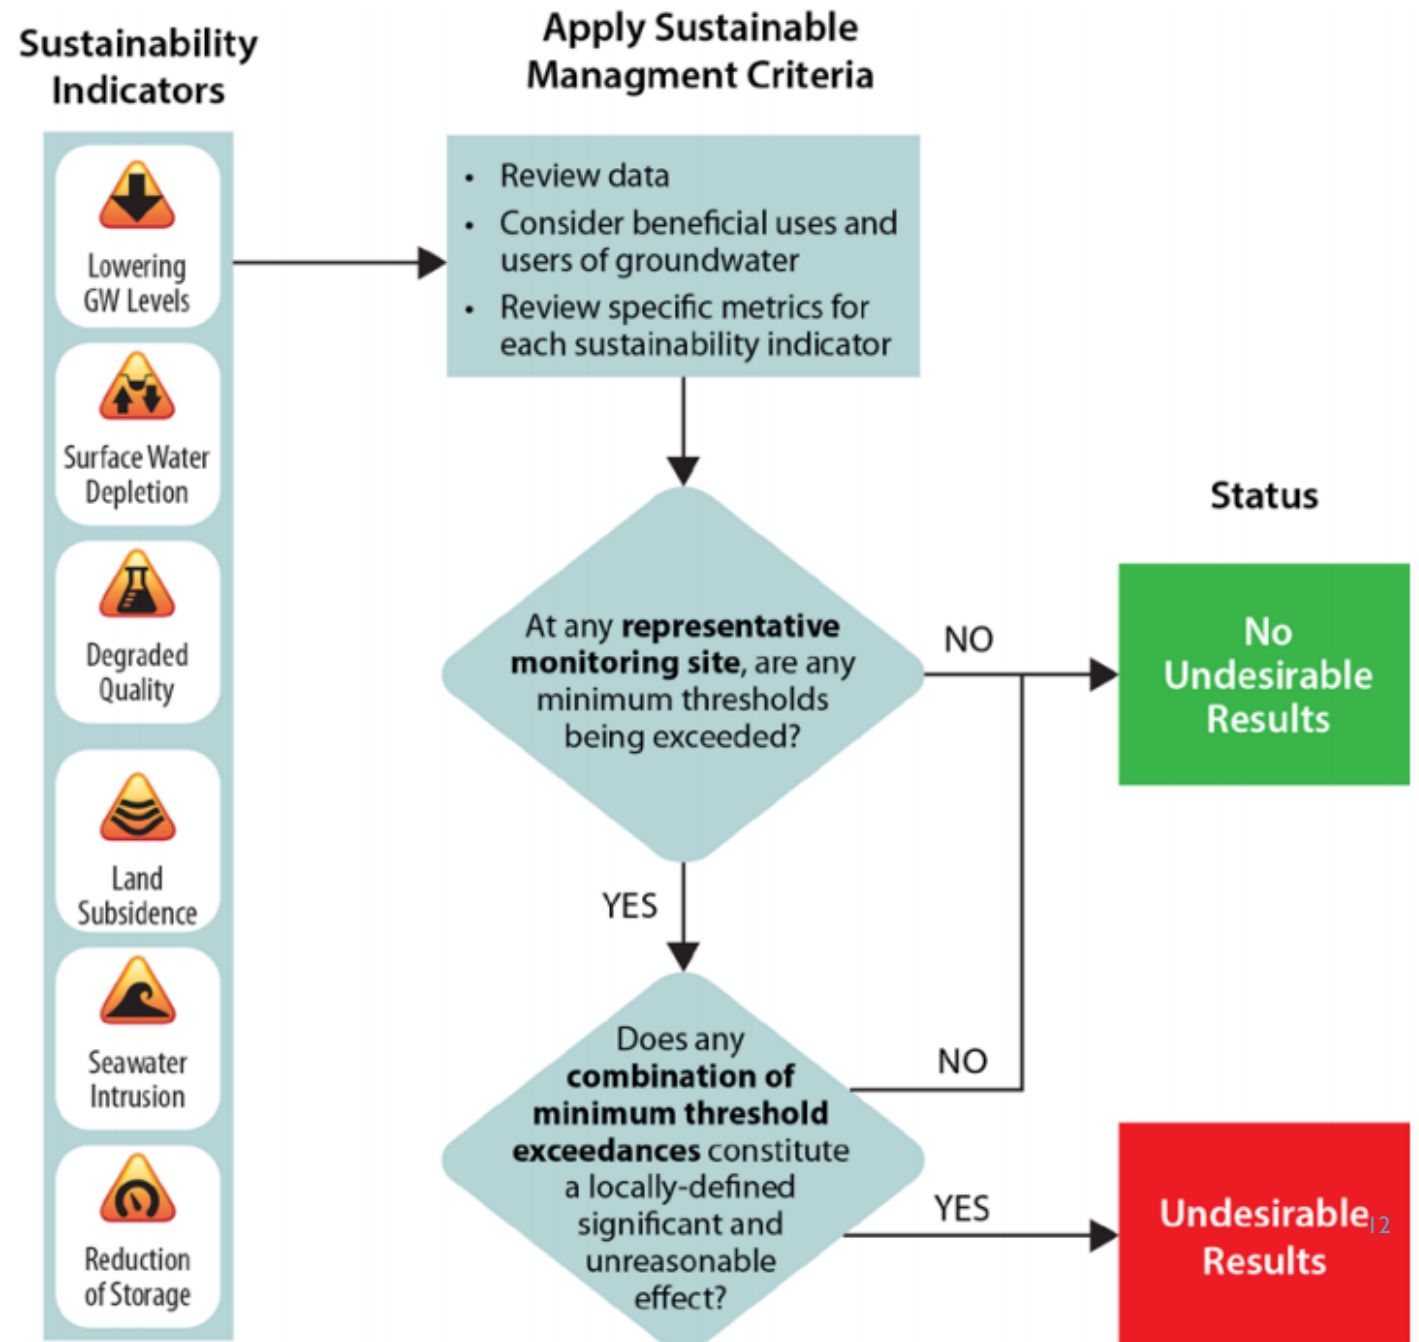 Sustainability
Indicators
Lowering
GW Levels
Surface Water
Depletion
Degraded
Quality
Land
Subsidence
Seawater
Intrusion
Reduction
of Storage
Apply Sustainable
Managment Criteria
• Review data
• Consider beneficial uses and
users of groundwater
• Review specific metrics for
each sustainability indicator
At any representative
monitoring site, are any
minimum thresholds
being exceeded?
NO
YES
Does any
combination of
minimum threshold
exceedances constitute
a locally-defined
significant and
unreasonable
effect?
NO
YES
Status
No
Undesirable
Results
Undesirable
Results
12